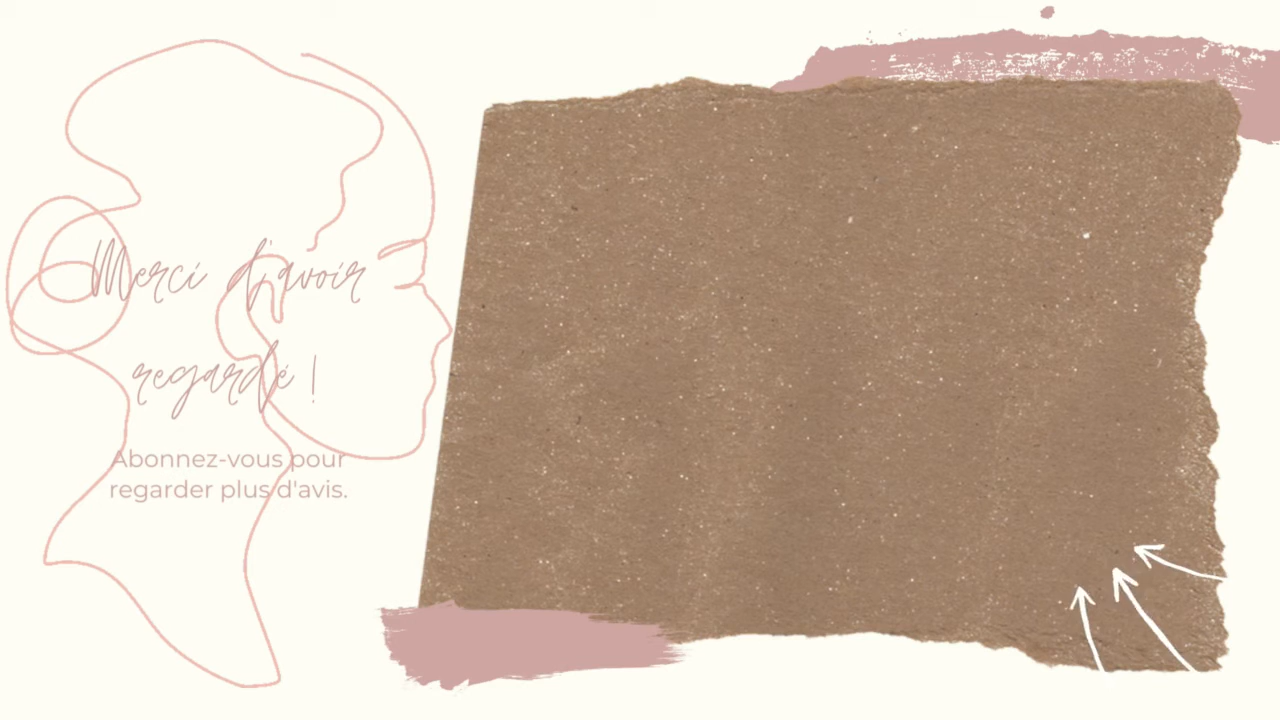 Merci d'avoir
regardé !
Abonnez-vous pour
regarder plus d'avis.